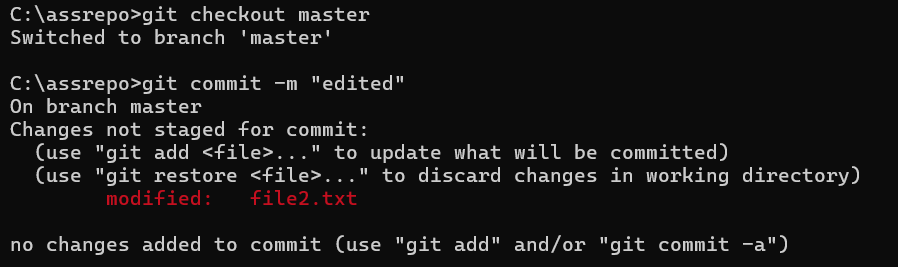 C:\assrepo>git checkout master
Switched to branch 'master'
C:\assrepo>git commit -m "edited"
On branch master
Changes not staged for commit:
  (use "git add <file>..." to update what will be committed)
  (use "git restore <file>..." to discard changes in working directory)
        modified:   file2.txt
no changes added to commit (use "git add" and/or "git commit -a")